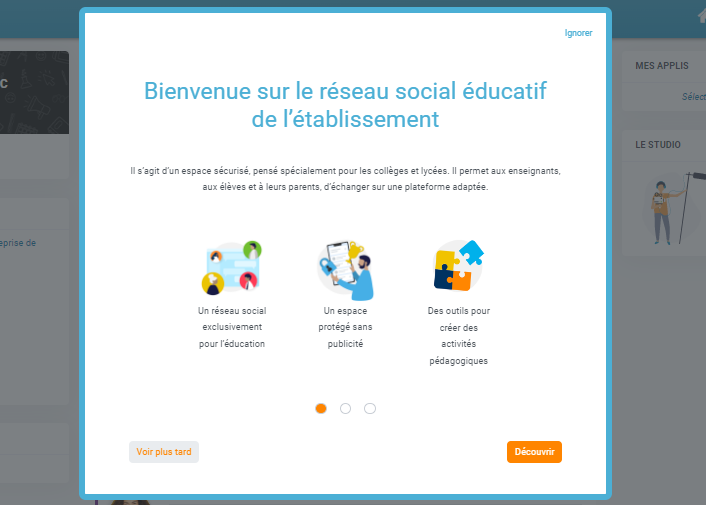 Ignorer
Bienvenue sur le réseau social éducatif
de l'établissement
Il s'agit d'un espace sécurisé, pensé spécialement pour les collèges et lycées. Il permet aux enseignants,
aux élèves et à leurs parents, d'échanger sur une plateforme adaptée.
Un réseau social
exclusivement
pour l'éducation
Un espace
protégé sans
publicité
Des outils pour
créer des
activités
pédagogiques
Voir plus tard
Découvrir
MES APPLIS
Sélect
LE STUDIO
c
eprise de